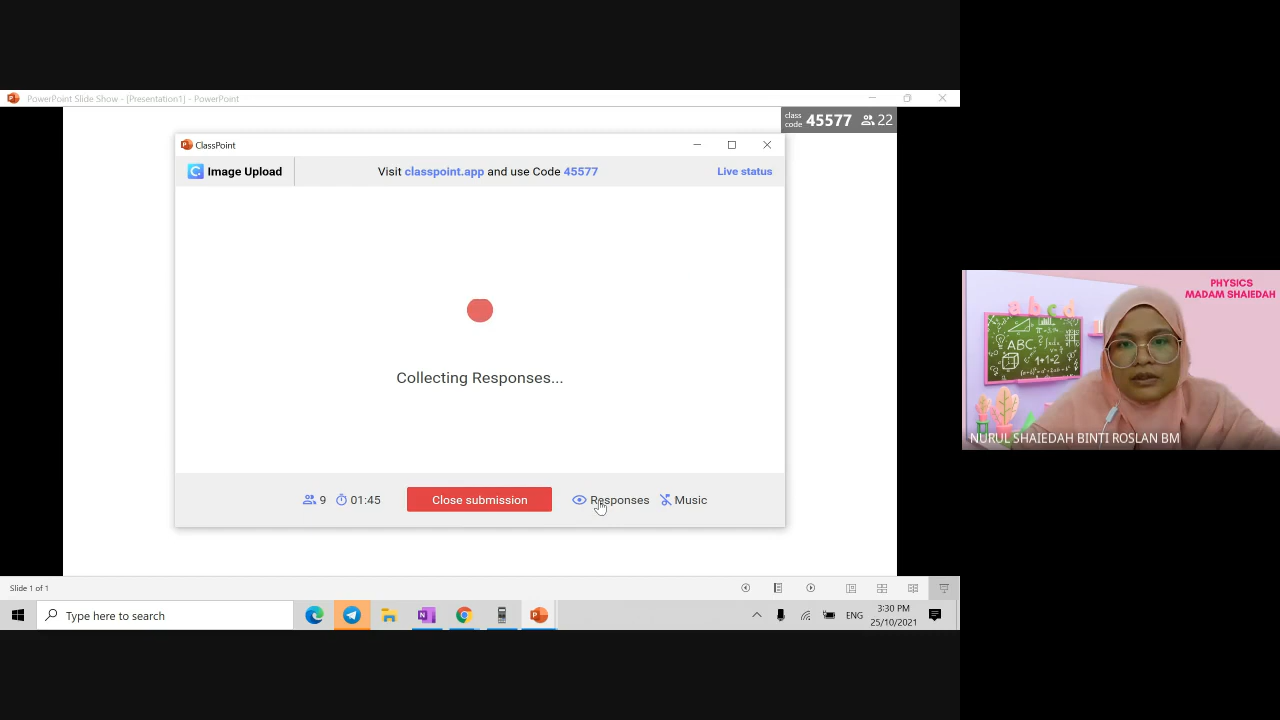 PowerPoint Slide Show - [Presentation1] - PowerPoint
class code 45577 22
ClassPoint
Image Upload
Visit classpoint.app and use Code 45577
Live status
Collecting Responses...
9 01:45 Close submission Responses Music
Slide 1 of 1
Type here to search
ENG
3:30 PM
25/10/2021
PHYSICS
MADAM SHAIEDAH
a b c d
ABC
1+1=2
NURUL SHAIEDAH BINTI ROSLAN BM